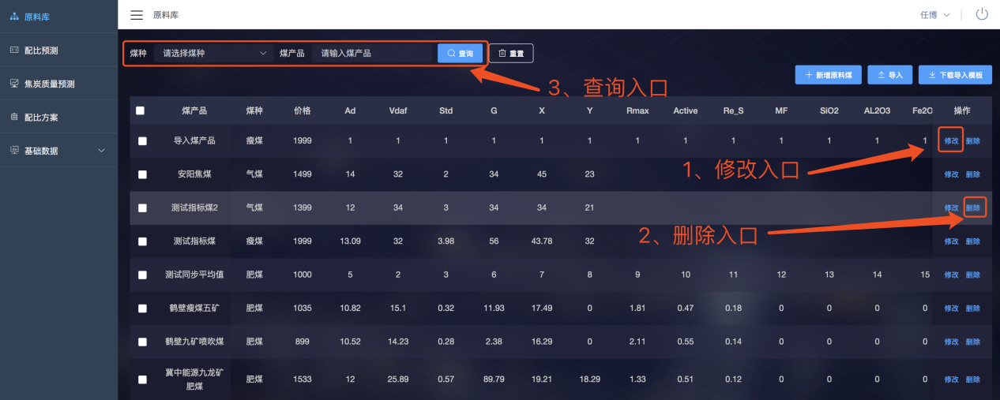 原料库
配比预测
焦炭质量预测
配比方案
基础数据
原料库
任博
煤种 请选择煤种 煤产品 请输入煤产品 查询 重置
3、查询入口
新增原料煤 导入 下载导入模板
煤产品 煤种 价格 Ad Vdaf Std G X Y Rmax Active Re_S MF SiO2 AL2O3 Fe2O 操作
导入煤产品 瘦煤 1999 1 1 1 1 1 1 1 1 1 1 1 1 1 修改 删除
1、修改入口
安阳焦煤 气煤 1499 14 32 2 34 45 23 修改 删除
测试指标煤2 气煤 1399 12 34 3 34 34 21 修改 删除
2、删除入口
测试指标煤 瘦煤 1999 13.09 32 3.98 56 43.78 32 修改 删除
测试同步平均值 肥煤 1000 5 2 3 6 7 8 9 10 11 12 13 14 15 修改 删除
鹤壁瘦煤五矿 肥煤 1035 10.82 15.1 0.32 11.93 17.49 0 1.81 0.47 0.18 0 0 0 0 修改 删除
鹤壁九矿喷吹煤 肥煤 899 10.52 14.23 0.28 2.38 16.29 0 2.11 0.55 0.14 0 0 0 0 修改 删除
冀中能源九龙矿
肥煤 肥煤 1533 12 25.89 0.57 89.79 19.21 18.29 1.33 0.51 0.12 0 0 0 0 修改 删除